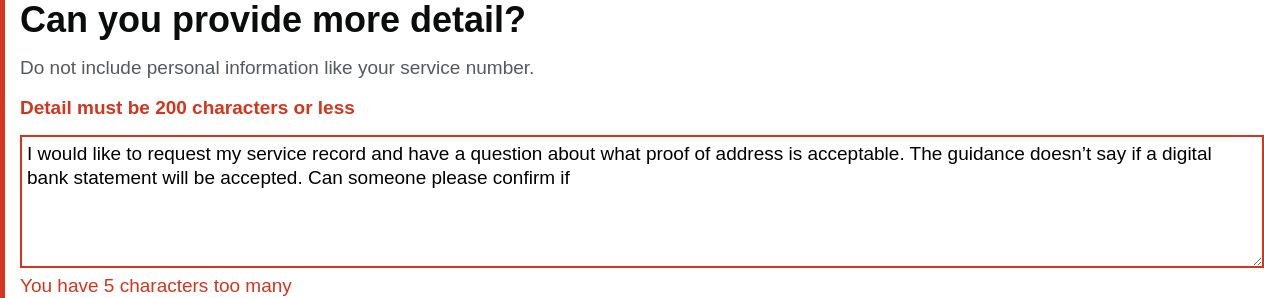 Can you provide more detail?
Do not include personal information like your service number.
Detail must be 200 characters or less
I would like to request my service record and have a question about what proof of address is acceptable. The guidance doesn’t say if a digital
bank statement will be accepted. Can someone please confirm if
You have 5 characters too many